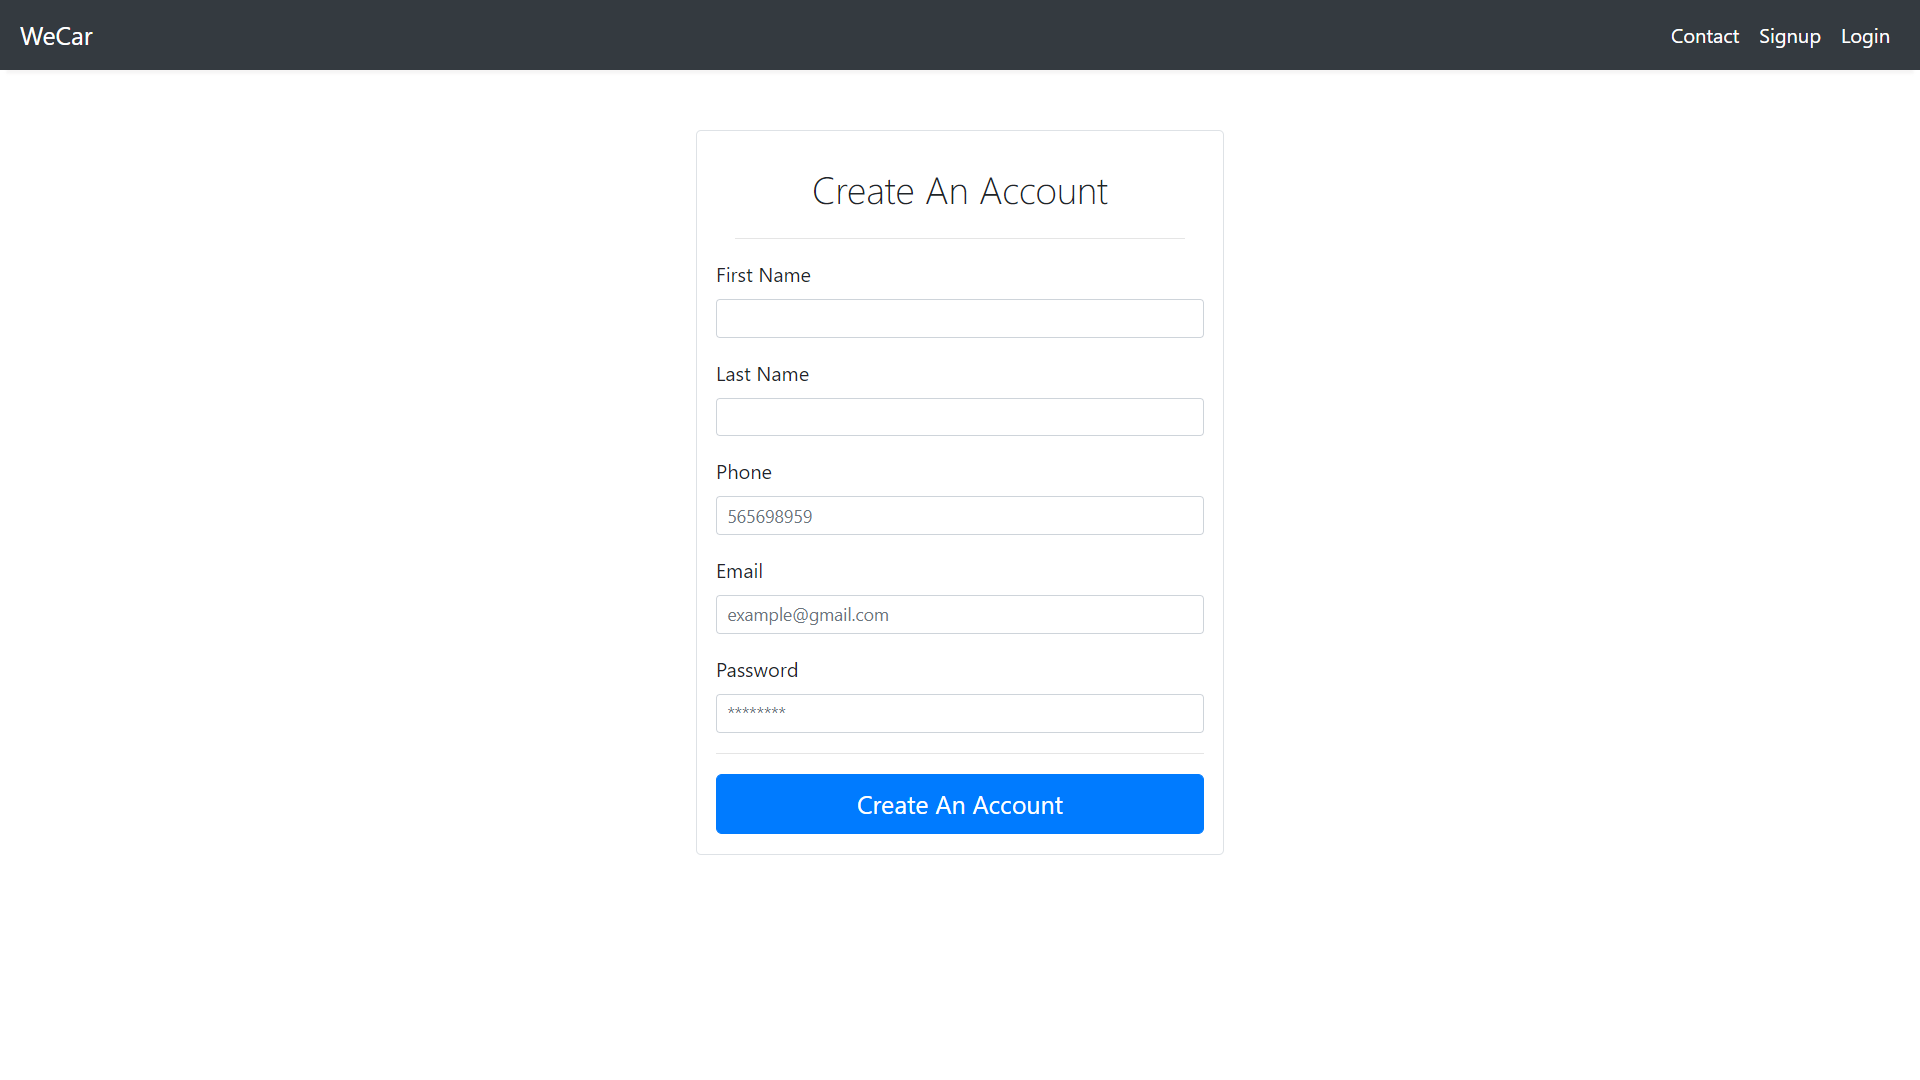 WeCar
Contact Signup Login
Create An Account
First Name
Last Name
Phone
565698959
Email
example@gmail.com
Password
********
Create An Account